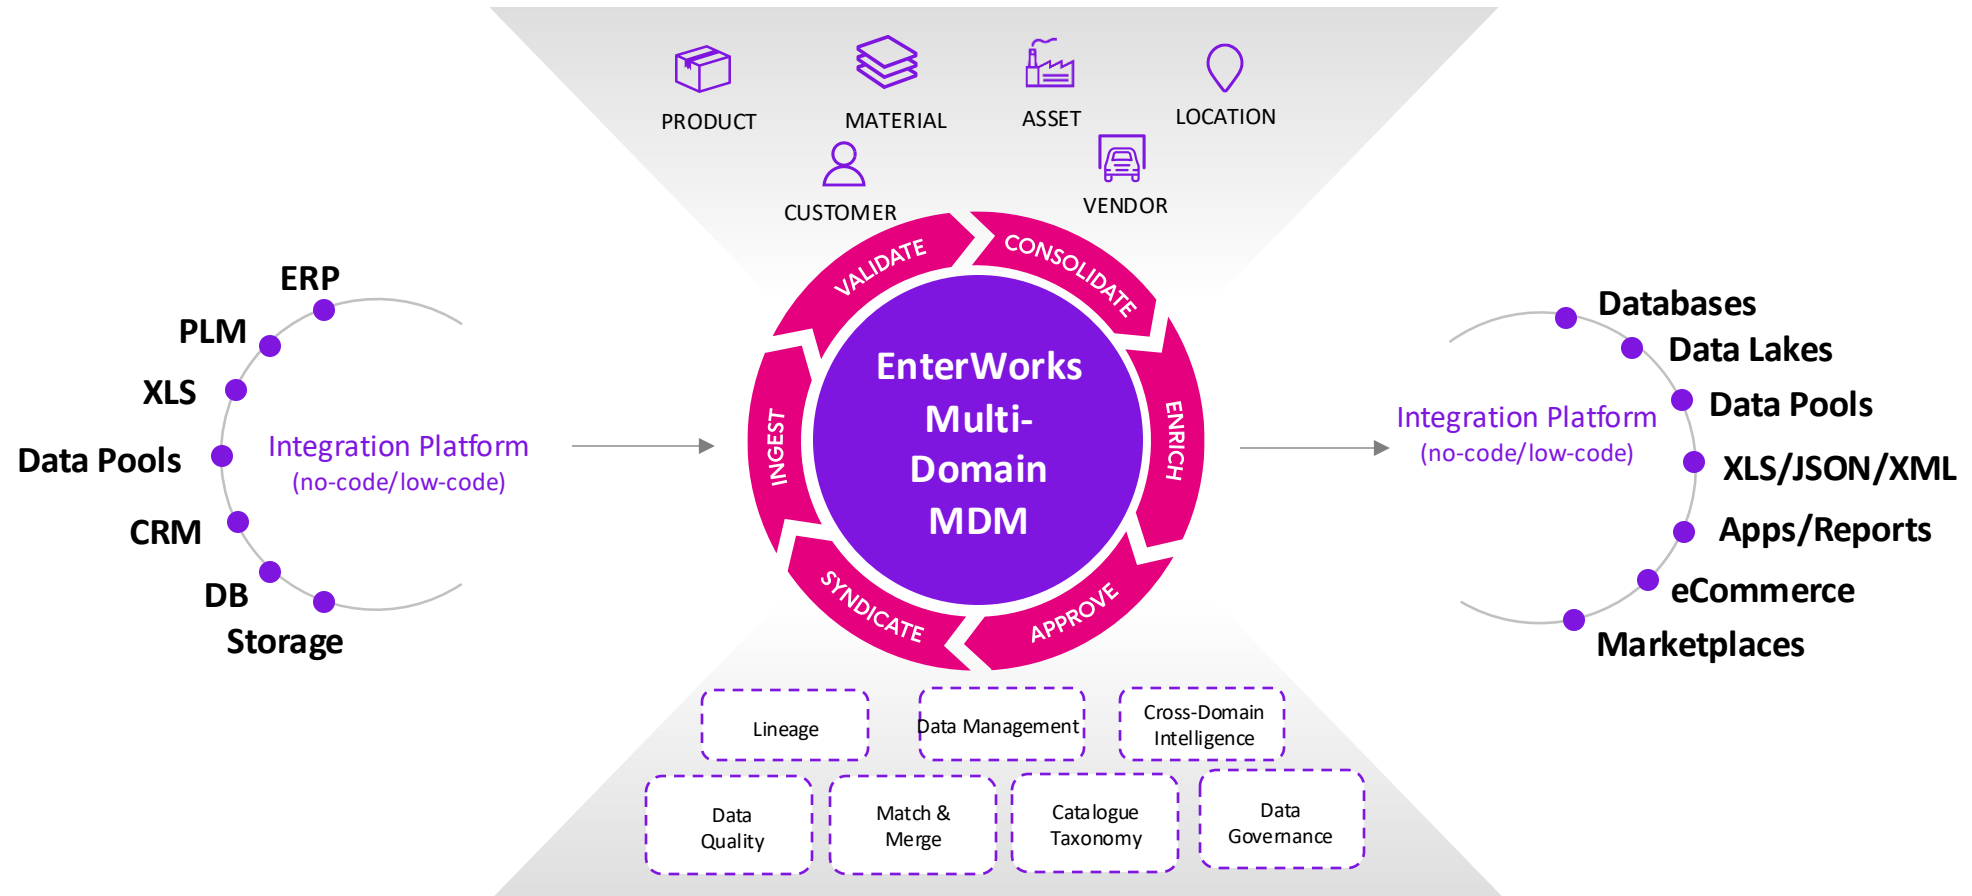 PRODUCT
MATERIAL
ASSET
LOCATION
CUSTOMER
VENDOR
ERP
PLM
XLS
Data Pools
CRM
DB
Storage
Integration Platform
(no-code/low-code)
INGEST
VALIDATE
CONSOLIDATE
ENRICH
APPROVE
SYNDICATE
EnterWorks
Multi-
Domain
MDM
Integration Platform
(no-code/low-code)
Databases
Data Lakes
Data Pools
XLS/JSON/XML
Apps/Reports
eCommerce
Marketplaces
Lineage
Data Management
Cross-Domain
Intelligence
Data
Quality
Match &
Merge
Catalogue
Taxonomy
Data
Governance